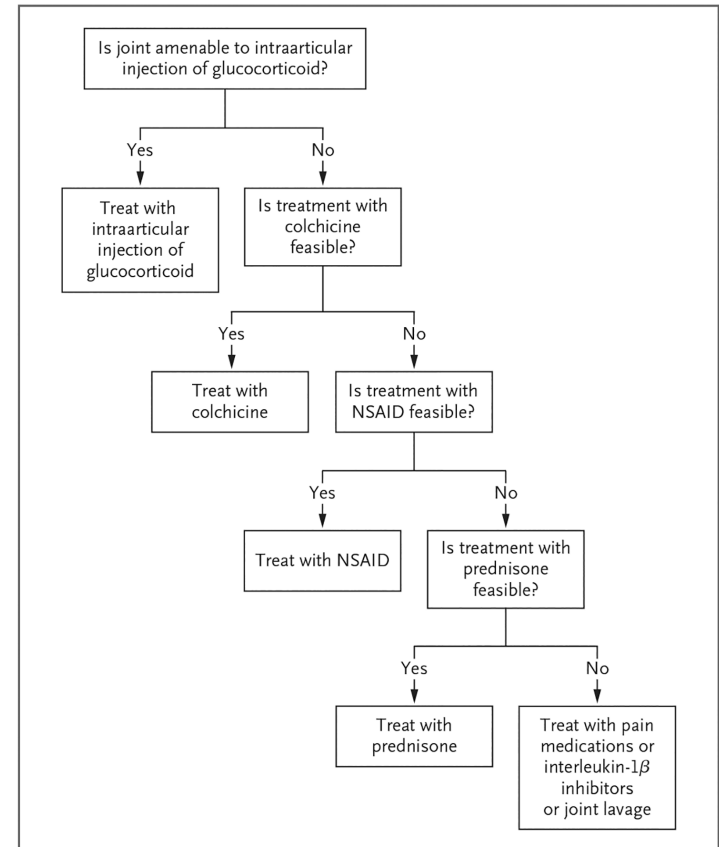 Is joint amenable to intraarticular
injection of glucocorticoid?
Yes
No
Treat with
intraarticular
injection of
glucocorticoid
Is treatment with
colchicine
feasible?
Yes
No
Treat with
colchicine
Is treatment with
NSAID feasible?
Yes
No
Treat with NSAID
Is treatment with
prednisone
feasible?
Yes
No
Treat with
prednisone
Treat with pain
medications or
interleukin-1β
inhibitors
or joint lavage